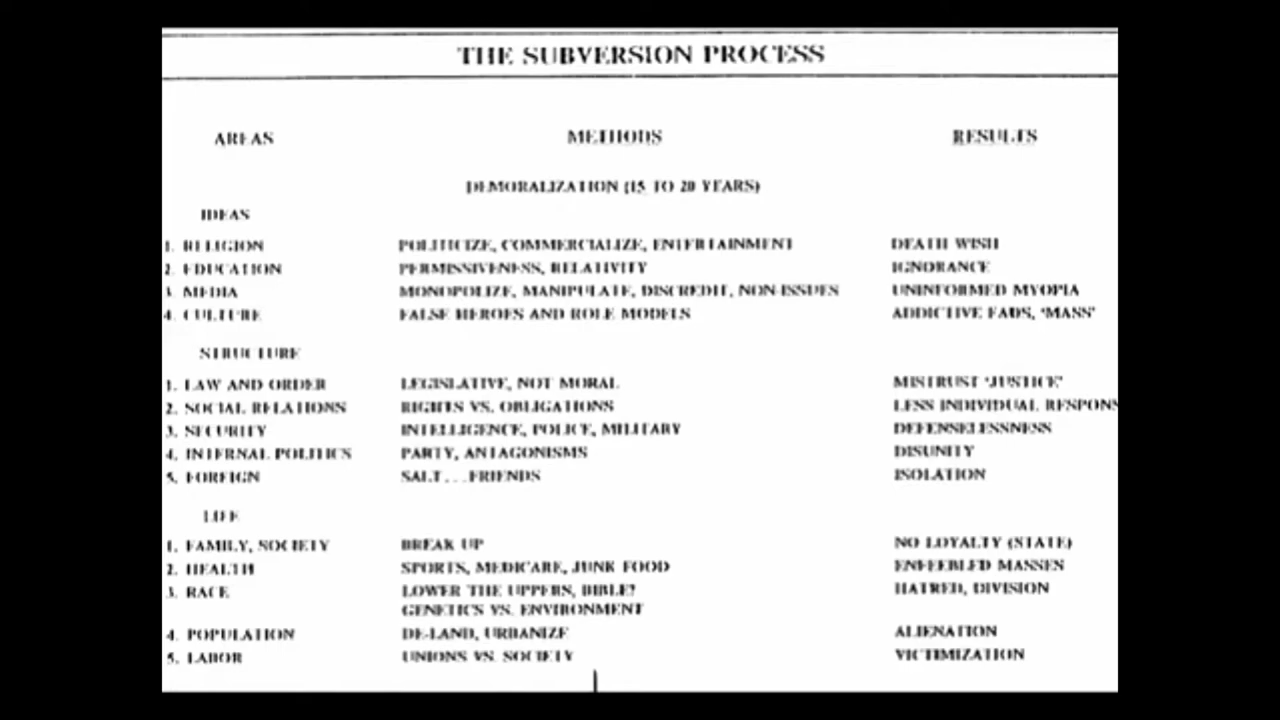 THE SUBVERSION PROCESS
AREAS METHODS RESULTS
DEMORALIZATION (15 TO 20 YEARS)
IDEAS
1. RELIGION POLITICIZE, COMMERCIALIZE, ENTERTAINMENT DEATH WISH
2. EDUCATION PERMISSIVENESS, RELATIVITY IGNORANCE
3. MEDIA MONOPOLIZE, MANIPULATE, DISCREDIT, NON-ISSUES UNINFORMED MYOPIA
4. CULTURE FALSE HEROES AND ROLE MODELS ADDICTIVE FADS, 'MASS'
STRUCTURE
1. LAW AND ORDER LEGISLATIVE, NOT MORAL MISTRUST 'JUSTICE'
2. SOCIAL RELATIONS RIGHTS VS. OBLIGATIONS LESS INDIVIDUAL RESPONS
3. SECURITY INTELLIGENCE, POLICE, MILITARY DEFENSELESSNESS
4. INTERNAL POLITICS PARTY, ANTAGONISMS DISUNITY
5. FOREIGN SALT...FRIENDS ISOLATION
LIFE
1. FAMILY, SOCIETY BREAK UP NO LOYALTY (STATE)
2. HEALTH SPORTS, MEDICARE, JUNK FOOD ENFEEBLED MASSES
3. RACE LOWER THE UPPERS, BIBLE? HATRED, DIVISION
GENETICS VS. ENVIRONMENT
4. POPULATION DE-LAND, URBANIZE ALIENATION
5. LABOR UNIONS VS. SOCIETY VICTIMIZATION